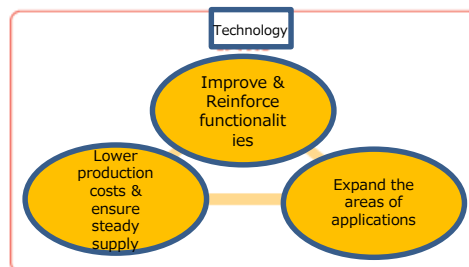 Technology
Improve &
Reinforce
functionalit
ies
Lower
production
costs &
ensure
steady
supply
Expand the
areas of
applications